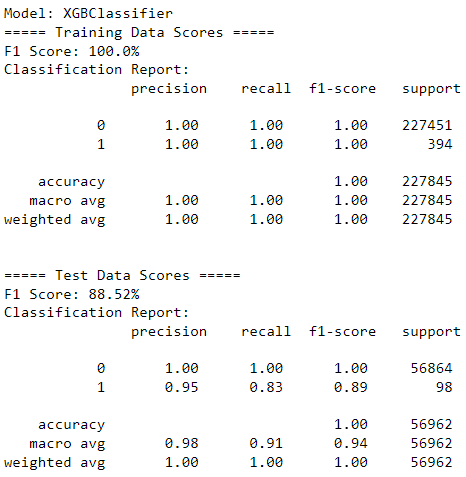 Model: XGBClassifier
===== Training Data Scores =====
F1 Score: 100.0%
Classification Report:
precision recall f1-score support
0 1.00 1.00 1.00 227451
1 1.00 1.00 1.00 394
accuracy 1.00 227845
macro avg 1.00 1.00 1.00 227845
weighted avg 1.00 1.00 1.00 227845
===== Test Data Scores =====
F1 Score: 88.52%
Classification Report:
precision recall f1-score support
0 1.00 1.00 1.00 56864
1 0.95 0.83 0.89 98
accuracy 1.00 56962
macro avg 0.98 0.91 0.94 56962
weighted avg 1.00 1.00 1.00 56962